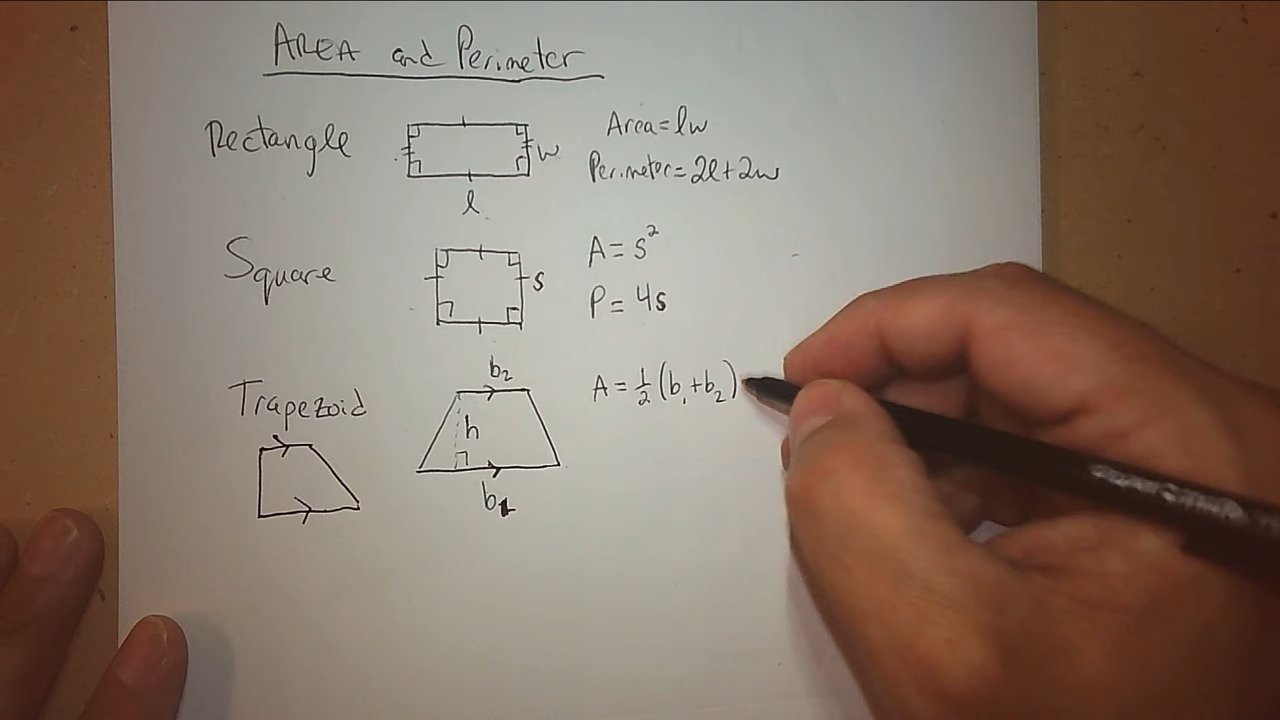 AREA and Perimeter
Rectangle
w
l
Area = lw
Perimeter = 2l + 2w
Square
s
A = s²
P = 4s
Trapezoid
b₂
h
b₁
A = ½(b₁+b₂)